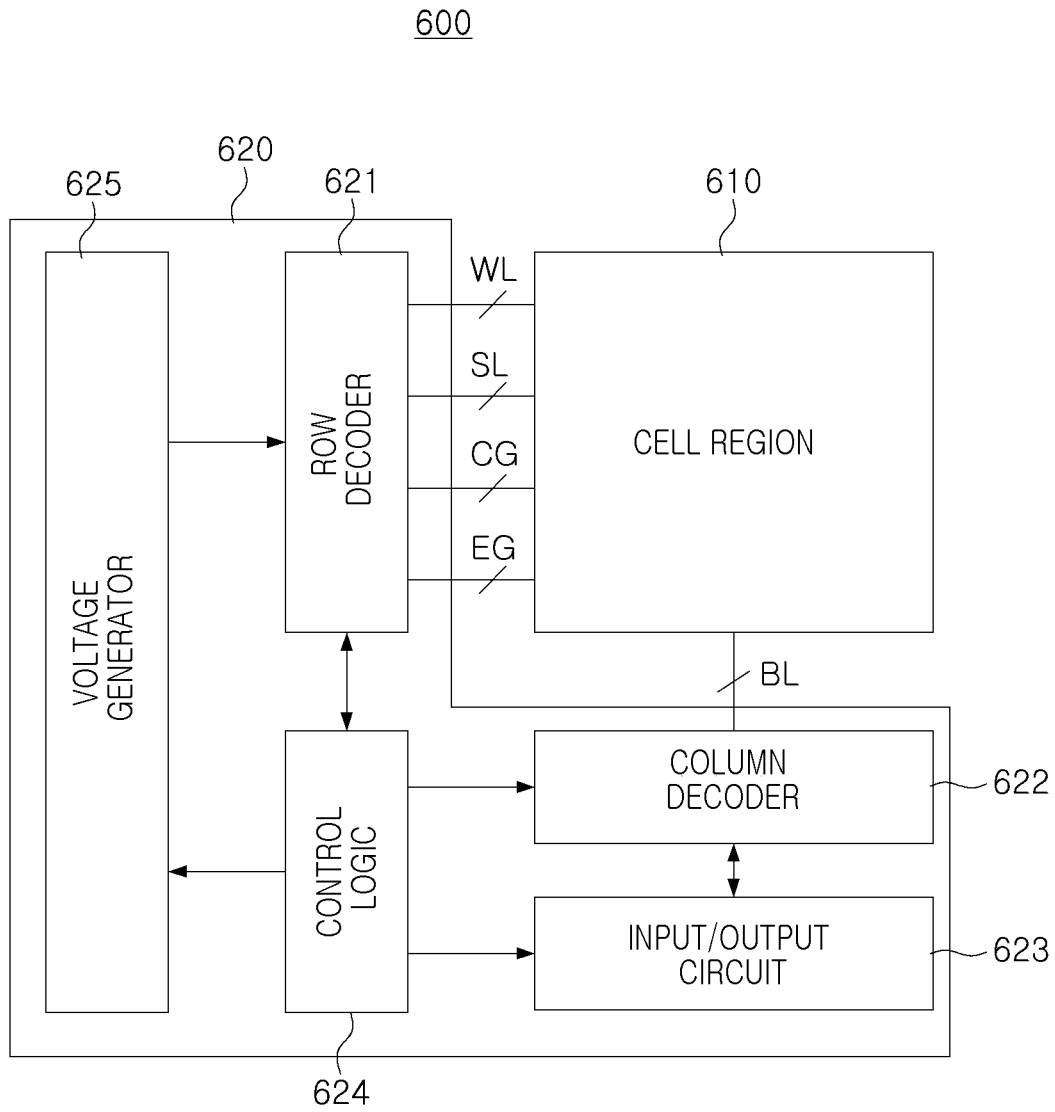 600
620
625
621
610
WL
SL
CG
EG
ROW
DECODER
CELL REGION
VOLTAGE
GENERATOR
BL
CONTROL
LOGIC
COLUMN
DECODER
622
INPUT/OUTPUT
CIRCUIT
623
624